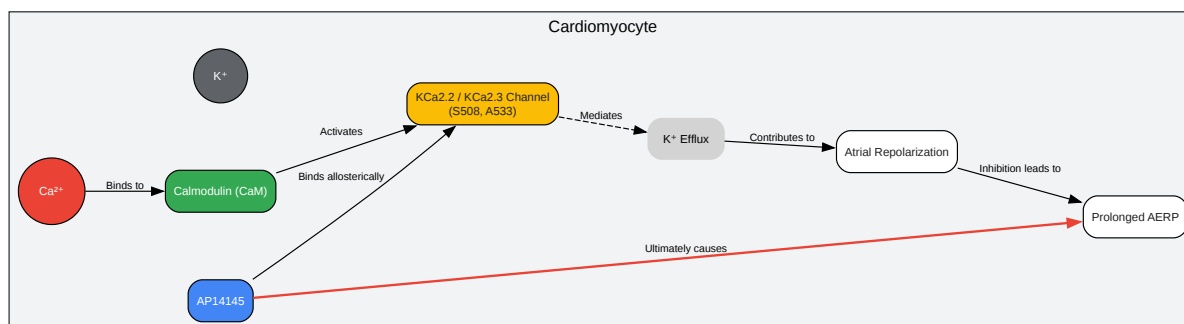 Cardiomyocyte
K⁺
KCa2.2 / KCa2.3 Channel
(S508, A533)
Mediates
Activates
K⁺ Efflux
Contributes to
Atrial Repolarization
Binds allosterically
Inhibition leads to
Ca²⁺
Binds to
Calmodulin (CaM)
Prolonged AERP
Ultimately causes
AP14145